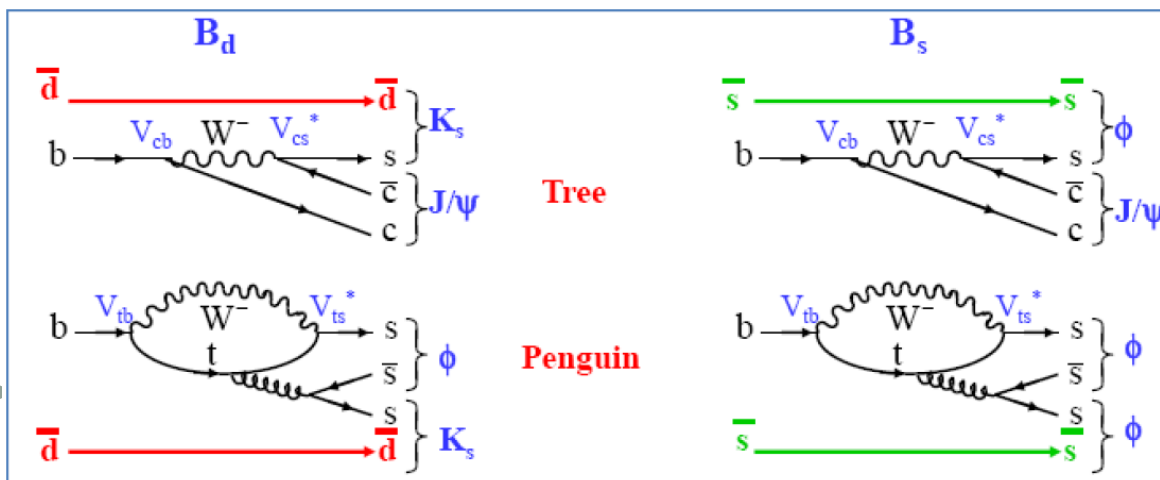 B_d B_s
d̅ d̅ s̅ s̅
V_cb W⁻ V_cs* K_s V_cb W⁻ V_cs* ϕ
b s b s
c̅ c̅
J/ψ Tree J/ψ
c c
V_tb W⁻ V_ts* V_tb W⁻ V_ts*
b s b s
t ϕ Penguin t ϕ
s̅ s̅
s s
d̅ d̅ K_s s̅ s̅ ϕ